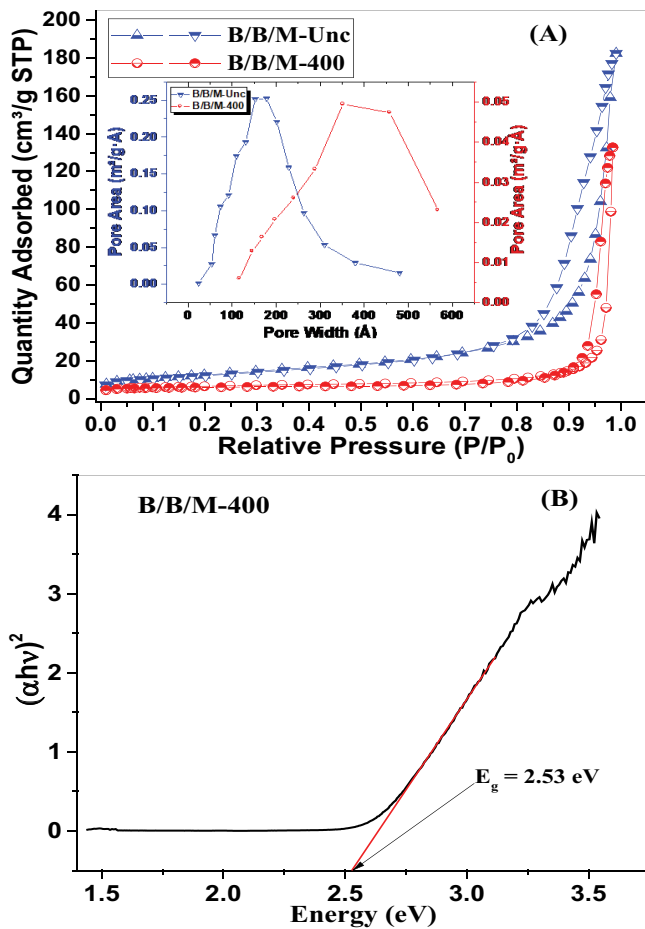 (A)
B/B/M-Unc
B/B/M-400
Quantity Adsorbed (cm³/g STP)
200
180
160
140
120
100
80
60
40
20
0
0.0 0.1 0.2 0.3 0.4 0.5 0.6 0.7 0.8 0.9 1.0
Relative Pressure (P/P₀)
B/B/M-Unc
B/B/M-400
Pore Area (m²/g·Å)
0.25
0.20
0.15
0.10
0.05
0.00
Pore Area (m²/g·Å)
0.05
0.04
0.03
0.02
0.01
0.00
0 100 200 300 400 500 600
Pore Width (Å)
B/B/M-400
(B)
(αhν)²
4
3
2
1
0
E_g = 2.53 eV
1.5 2.0 2.5 3.0 3.5
Energy (eV)